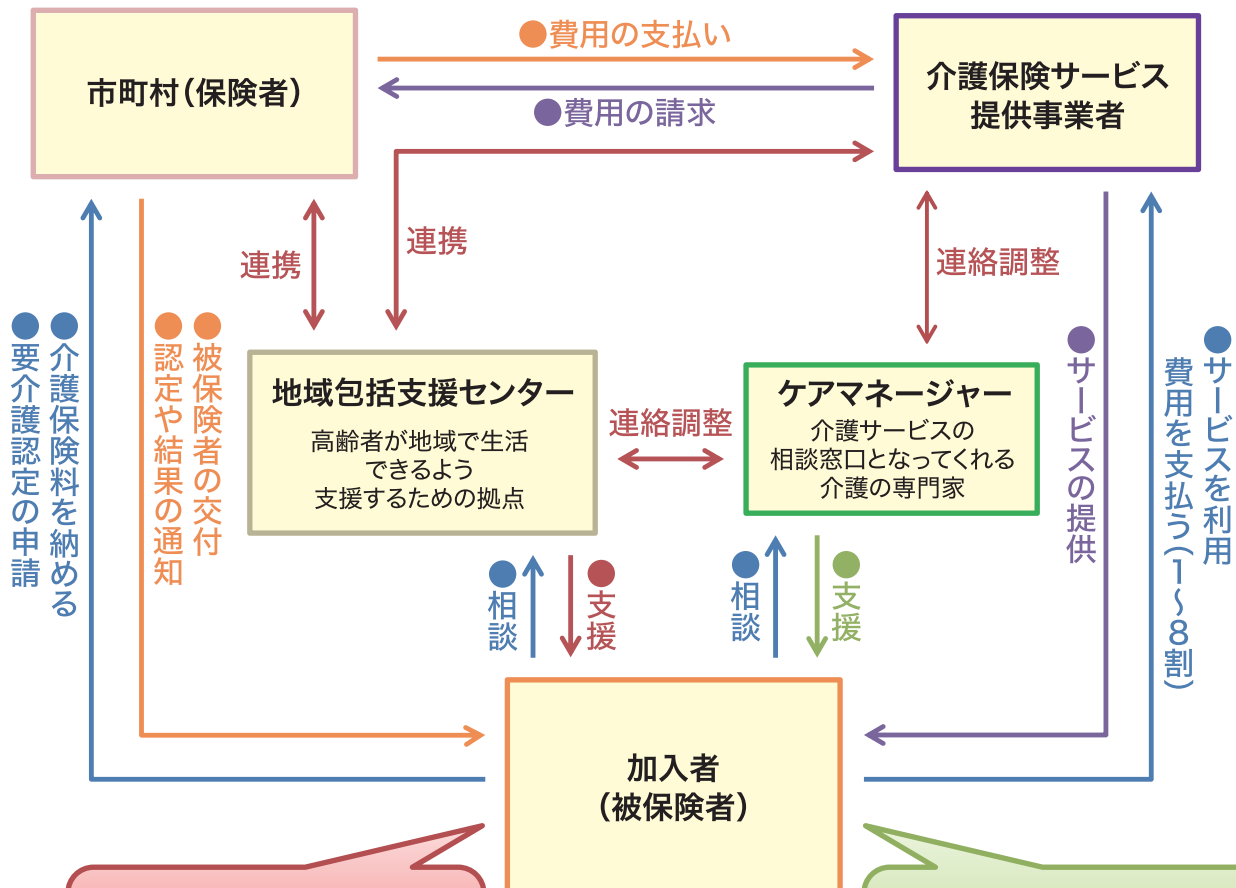 ●費用の支払い
市町村（保険者）
介護保険サービス
提供事業者
●費用の請求
連携
連携
連絡調整
●介護保険料を納める
●要介護認定の申請
●被保険者の交付
●認定や結果の通知
地域包括支援センター
高齢者が地域で生活
できるよう
支援するための拠点
連絡調整
ケアマネージャー
介護サービスの
相談窓口となってくれる
介護の専門家
●サービスの提供
●サービスを利用
費用を支払う（1〜8割）
●相談
●支援
●相談
●支援
加入者
（被保険者）